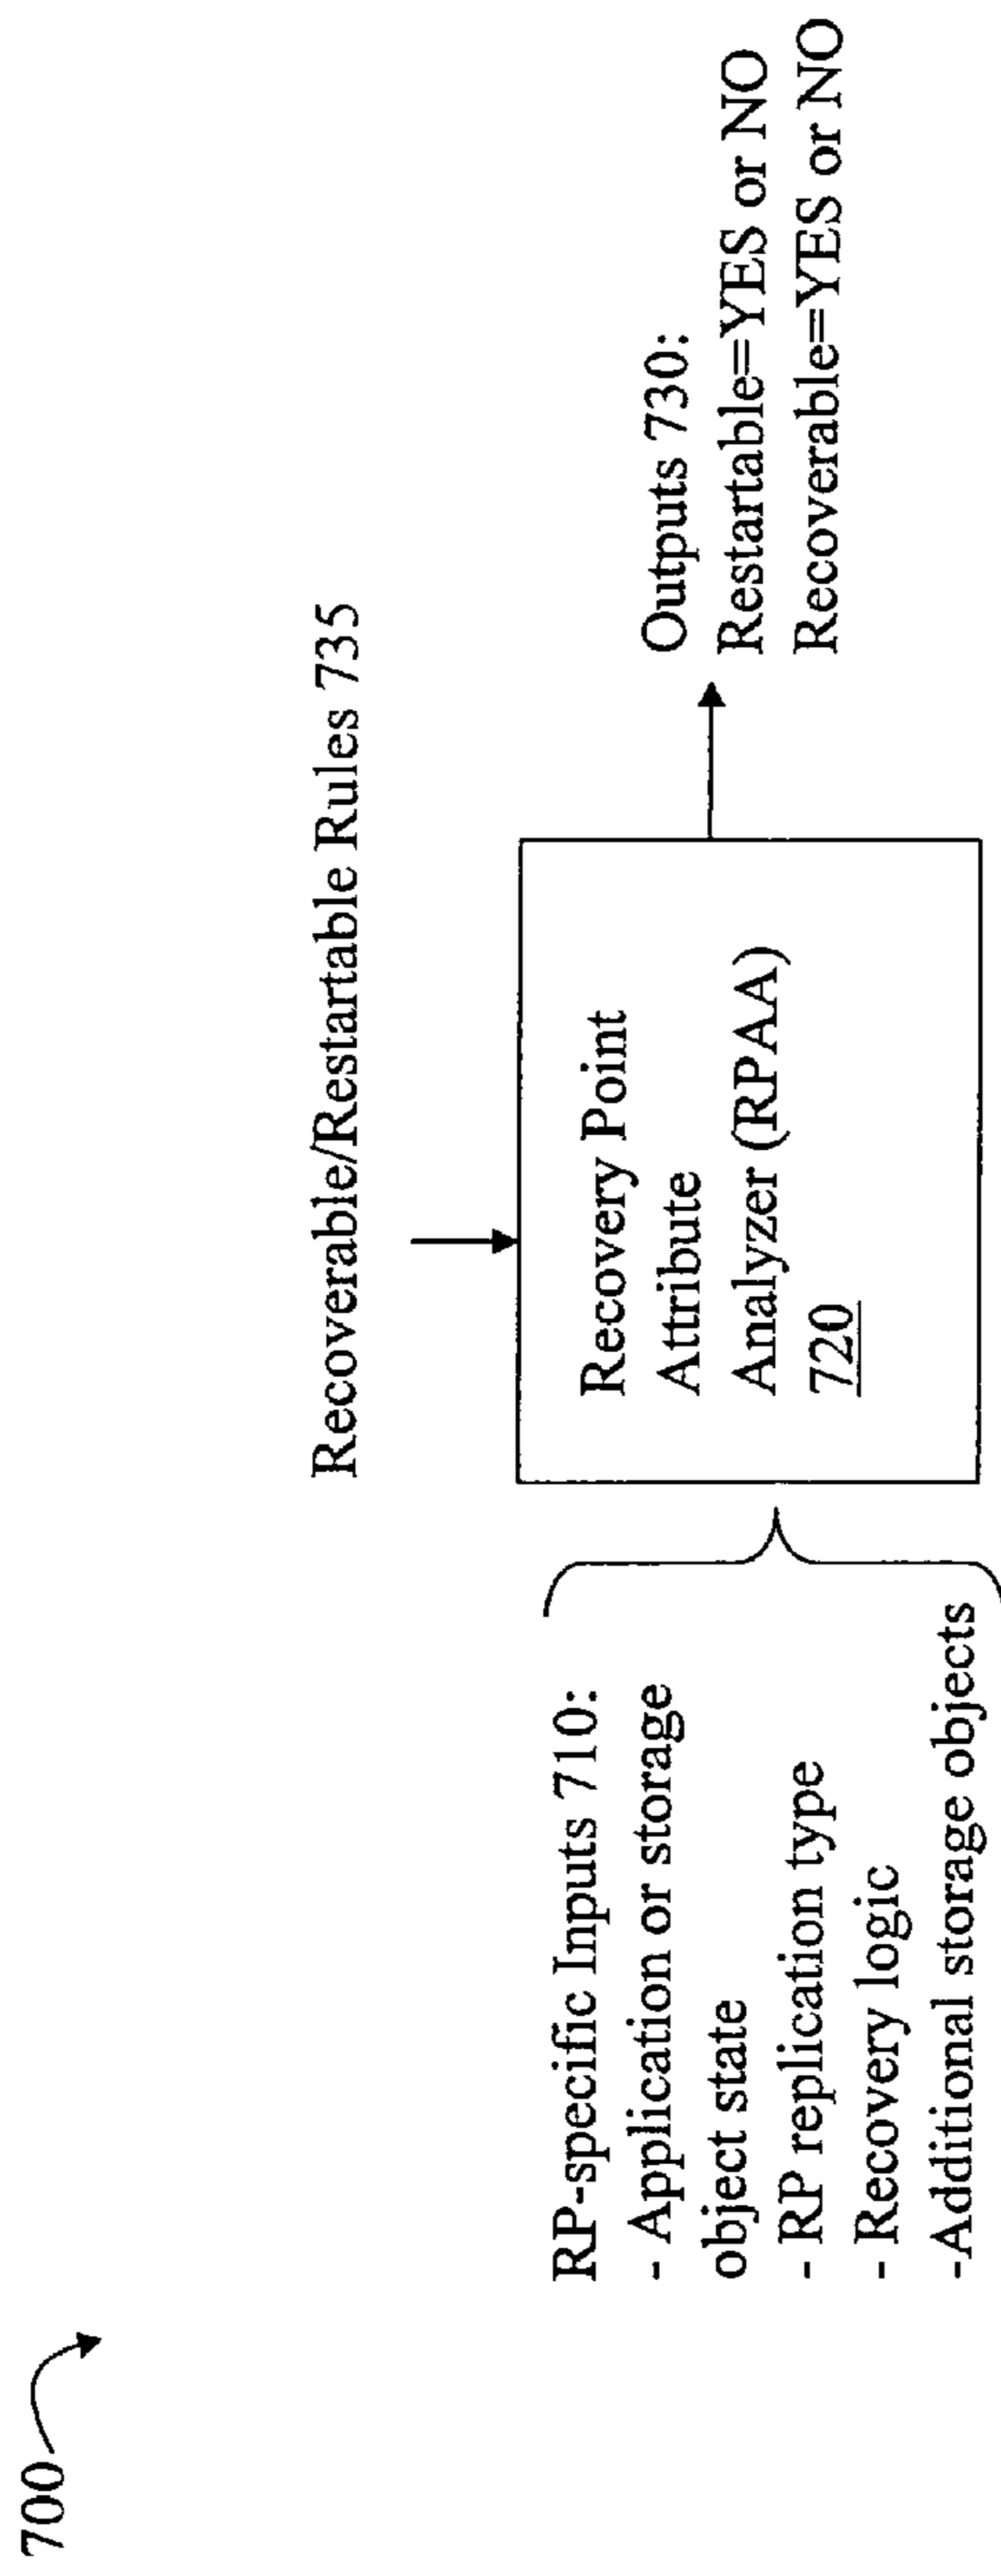 700
Recoverable/Restartable Rules 735
RP-specific Inputs 710:
- Application or storage
object state
- RP replication type
- Recovery logic
-Additional storage objects
Recovery Point
Attribute
Analyzer (RPAA)
720
Outputs 730:
Restartable=YES or NO
Recoverable=YES or NO